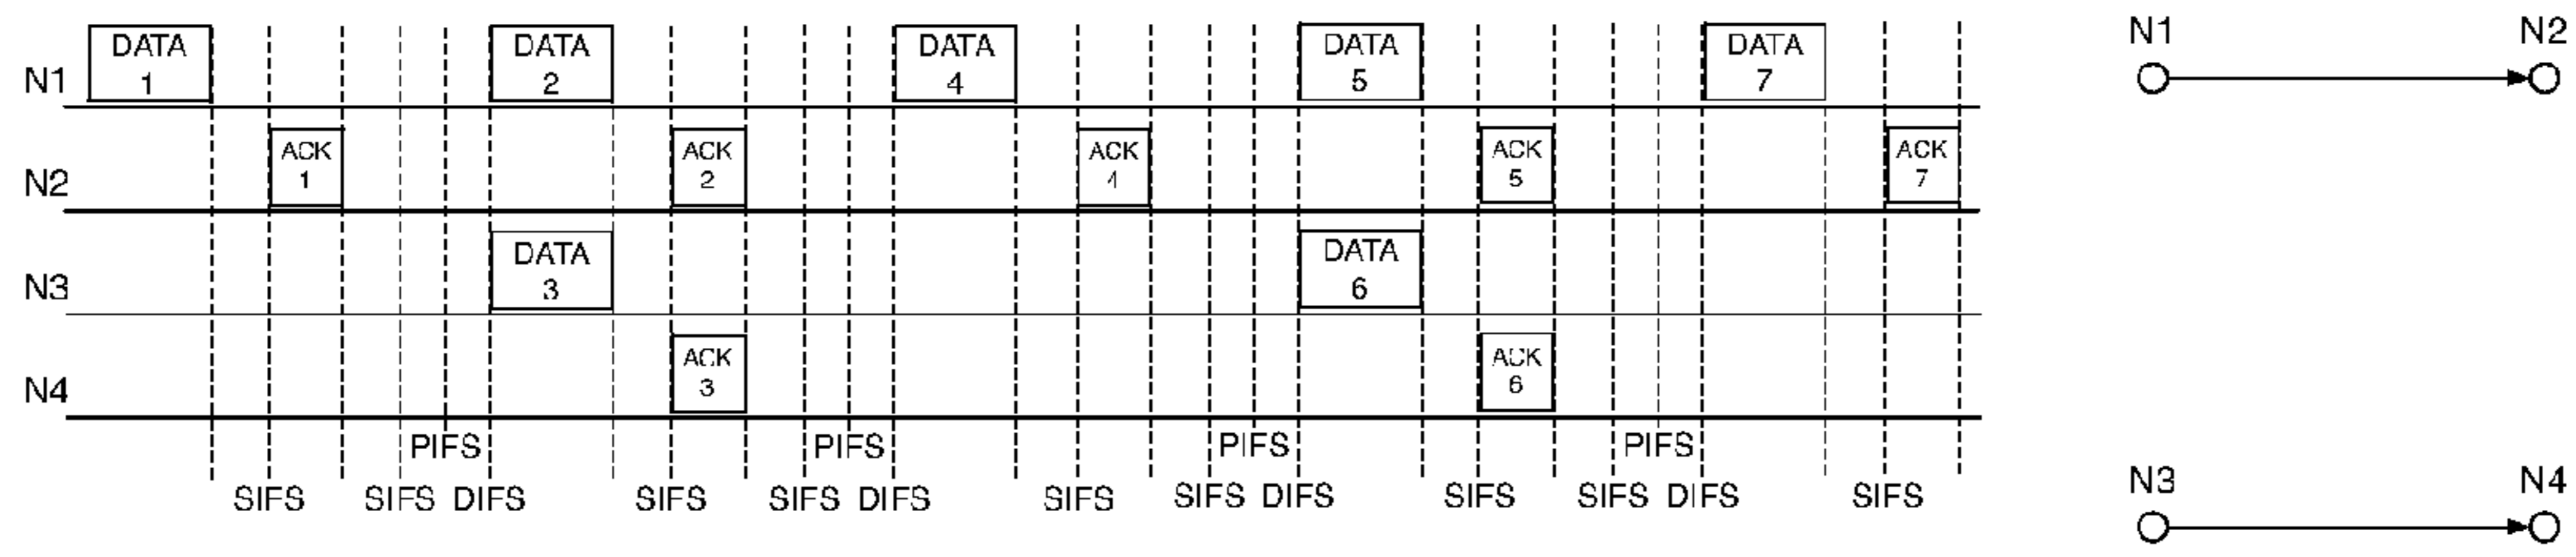 DATA DATA DATA DATA DATA N1 N2
1 2 4 5 7
N1
ACK ACK ACK ACK ACK
1 2 4 5 7
N2
DATA DATA
3 6
N3
ACK ACK
3 6
N4
PIFS PIFS PIFS PIFS
SIFS SIFS DIFS SIFS SIFS DIFS SIFS SIFS DIFS SIFS SIFS DIFS SIFS
N3 N4